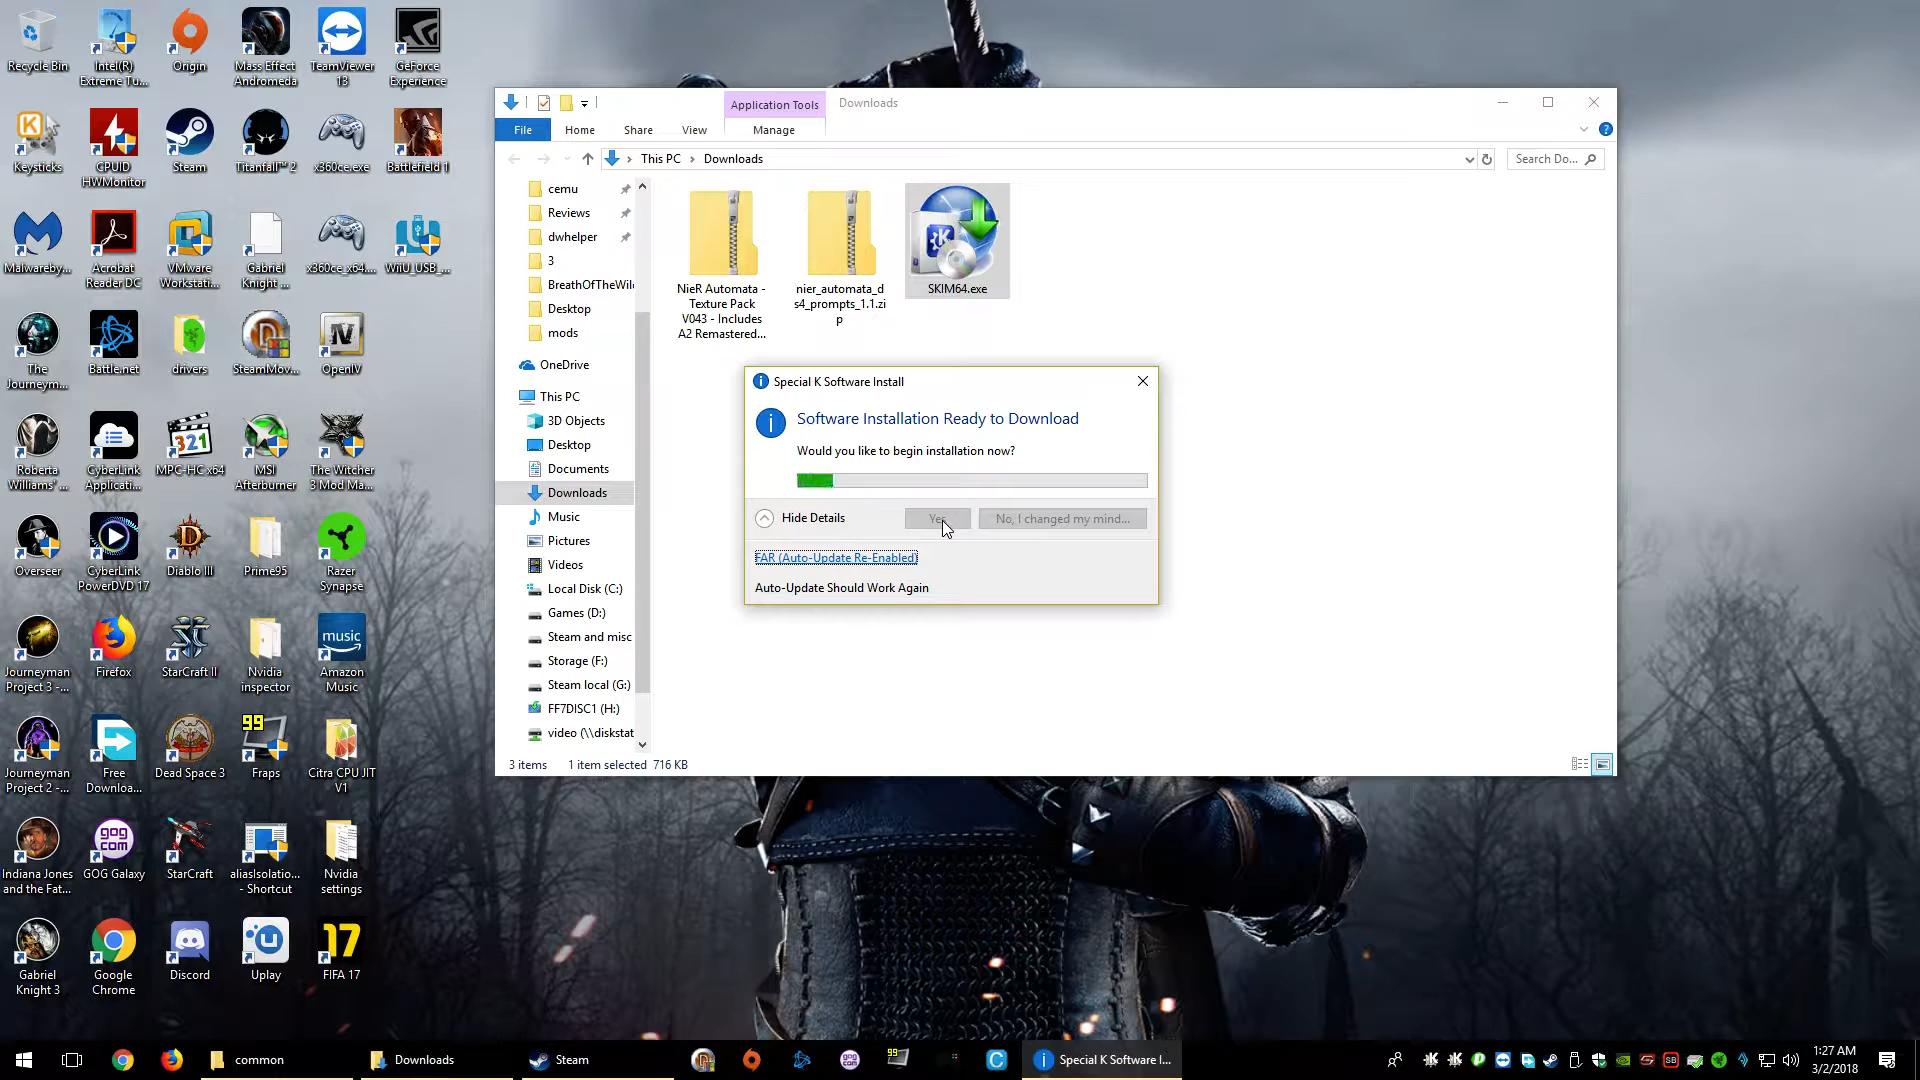 Recycle Bin
Intel(R)
Extreme Tu...
Origin
Mass Effect
Andromeda
TeamViewer
13
GeForce
Experience
Keysticks
CPUID
HWMonitor
Steam
Titanfall™ 2
x360ce.exe
Battlefield 1
Malwareby...
Acrobat
Reader DC
VMware
Workstati...
Gabriel
Knight ...
x360ce_x64....
WiiU_USB_...
The
Journeym...
Battle.net
drivers
SteamMov...
OpenIV
Roberta
Williams' ...
CyberLink
Applicati...
MPC-HC x64
MSI
Afterburner
The Witcher
3 Mod Ma...
Overseer
CyberLink
PowerDVD 17
Diablo III
Prime95
Razer
Synapse
Journeyman
Project 3 -...
Firefox
StarCraft II
Nvidia
inspector
music
Amazon
Music
Journeyman
Project 2 -...
Free
Downloa...
Dead Space 3
99
Fraps
Citra CPU JIT
V1
Indiana Jones
and the Fat...
gog
com
GOG Galaxy
StarCraft
aliasIsolatio...
- Shortcut
Nvidia
settings
Gabriel
Knight 3
Google
Chrome
Discord
Uplay
17
FIFA 17
Application Tools
Downloads
File
Home
Share
View
Manage
This PC
Downloads
Search Do...
cemu
Reviews
dwhelper
3
BreathOfTheWil
Desktop
mods
OneDrive
This PC
3D Objects
Desktop
Documents
Downloads
Music
Pictures
Videos
Local Disk (C:)
Games (D:)
Steam and misc
Storage (F:)
Steam local (G:)
FF7DISC1 (H:)
video (\\diskstat
NieR Automata -
Texture Pack
V043 - Includes
A2 Remastered...
nier_automata_d
s4_prompts_1.1.zi
p
SKIM64.exe
Special K Software Install
Software Installation Ready to Download
Would you like to begin installation now?
Hide Details
Yes
No, I changed my mind...
FAR (Auto-Update Re-Enabled)
Auto-Update Should Work Again
3 items
1 item selected 716 KB
common
Downloads
Steam
99
Special K Software I...
1:27 AM
3/2/2018